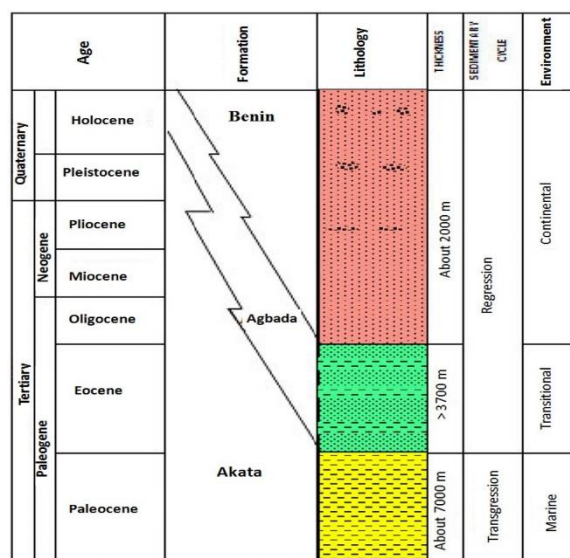 Age
Formation
Lithology
THICKNESS
SEDIMENTARY
CYCLE
Environment
Quaternary
Holocene
Pleistocene
Tertiary
Neogene
Pliocene
Miocene
Paleogene
Oligocene
Eocene
Paleocene
Benin
Agbada
Akata
About 2000 m
>3700 m
About 7000 m
Regression
Transgression
Continental
Transitional
Marine